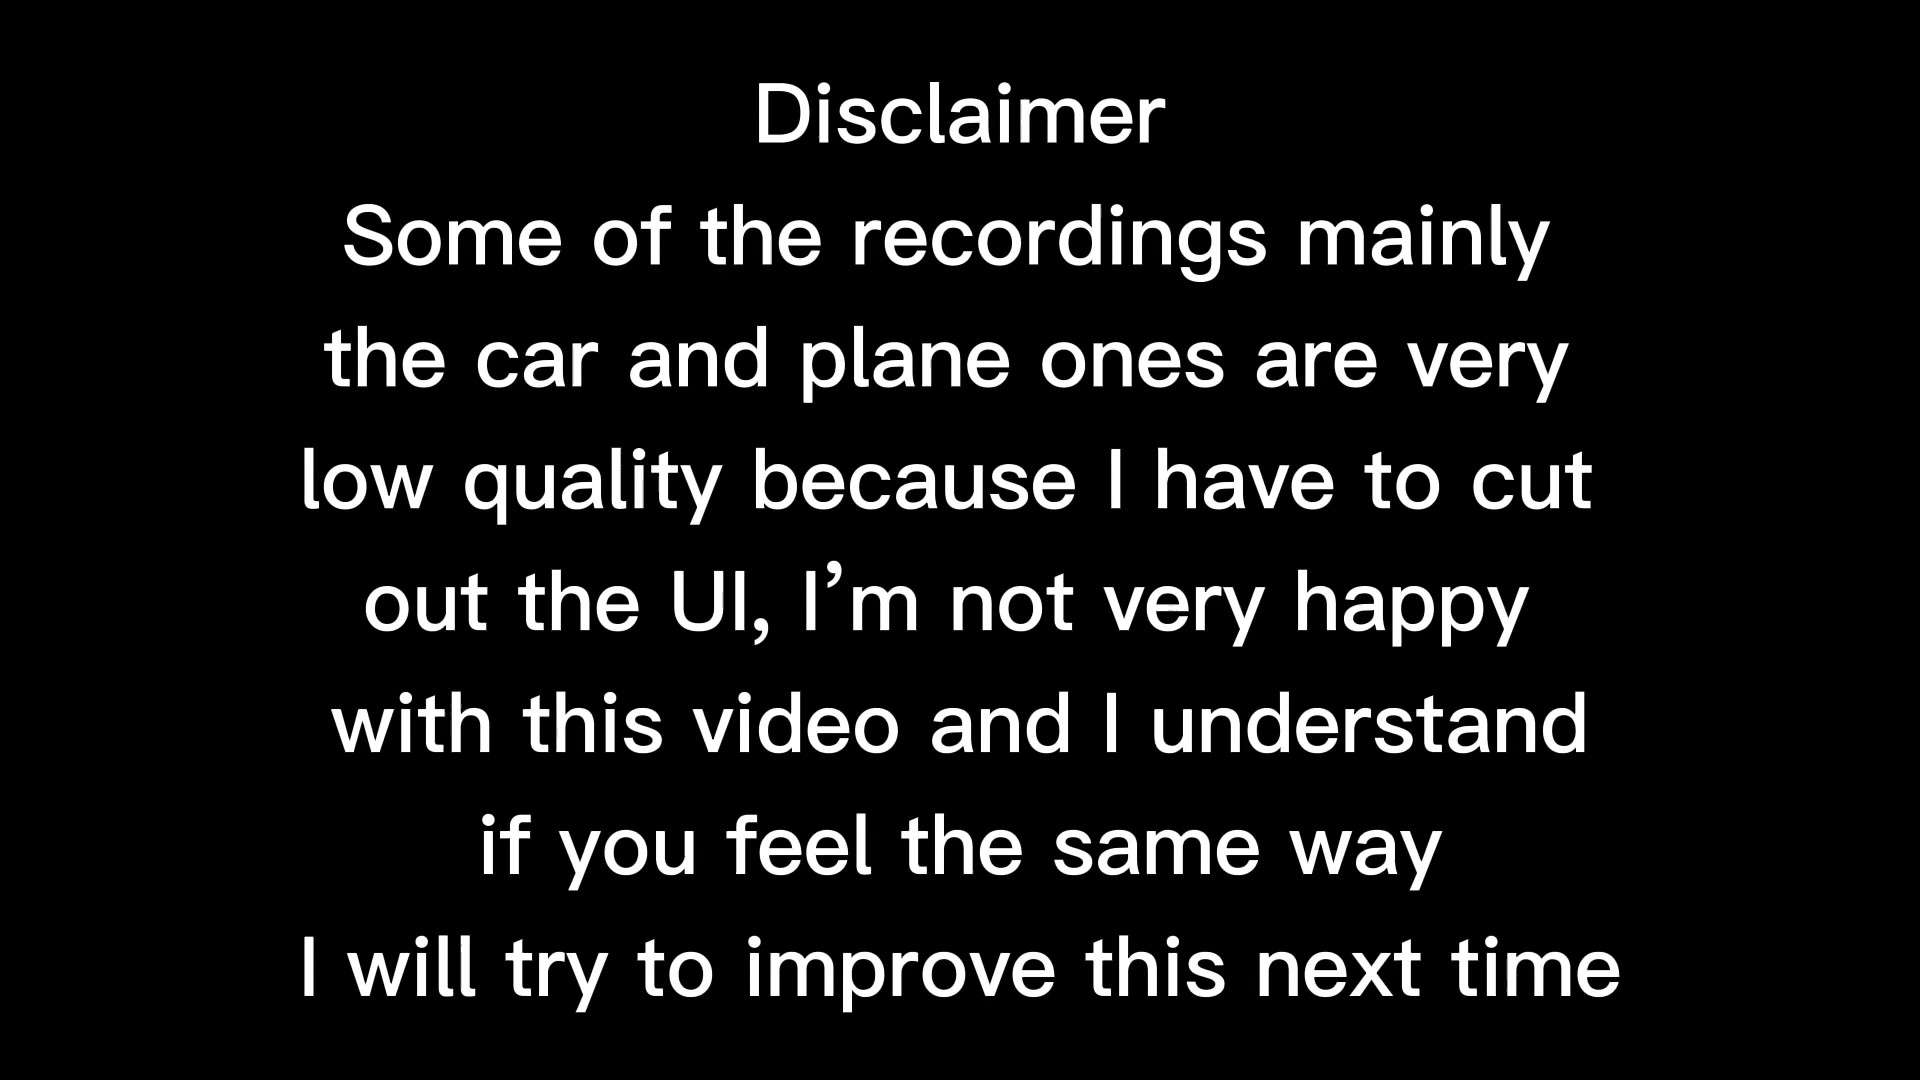 Disclaimer
Some of the recordings mainly
the car and plane ones are very
low quality because I have to cut
out the UI, I’m not very happy
with this video and I understand
if you feel the same way
I will try to improve this next time